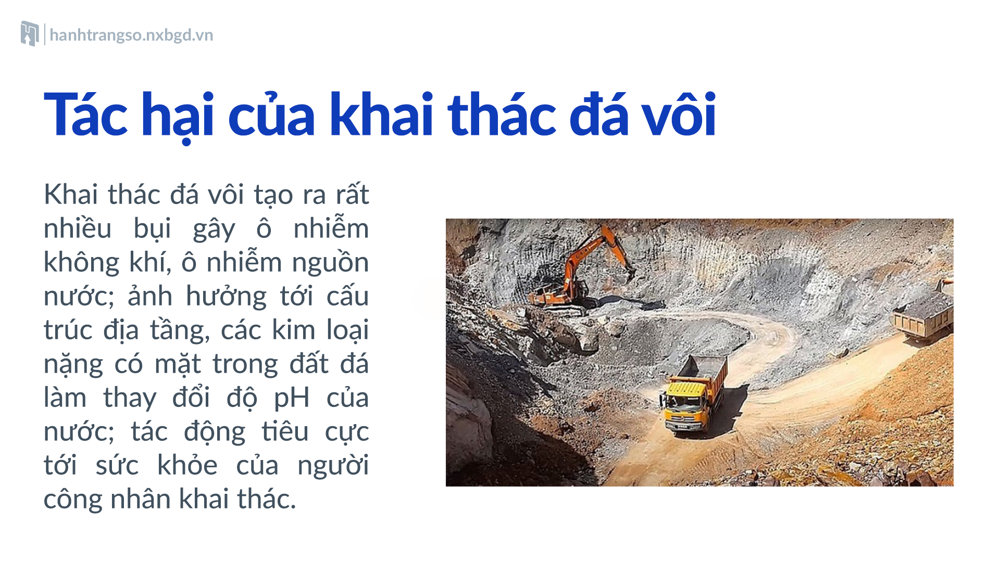 hanhtrangso.nxbgd.vn
Tác hại của khai thác đá vôi
Khai thác đá vôi tạo ra rất
nhiều bụi gây ô nhiễm
không khí, ô nhiễm nguồn
nước; ảnh hưởng tới cấu
trúc địa tầng, các kim loại
nặng có mặt trong đất đá
làm thay đổi độ pH của
nước; tác động tiêu cực
tới sức khỏe của người
công nhân khai thác.